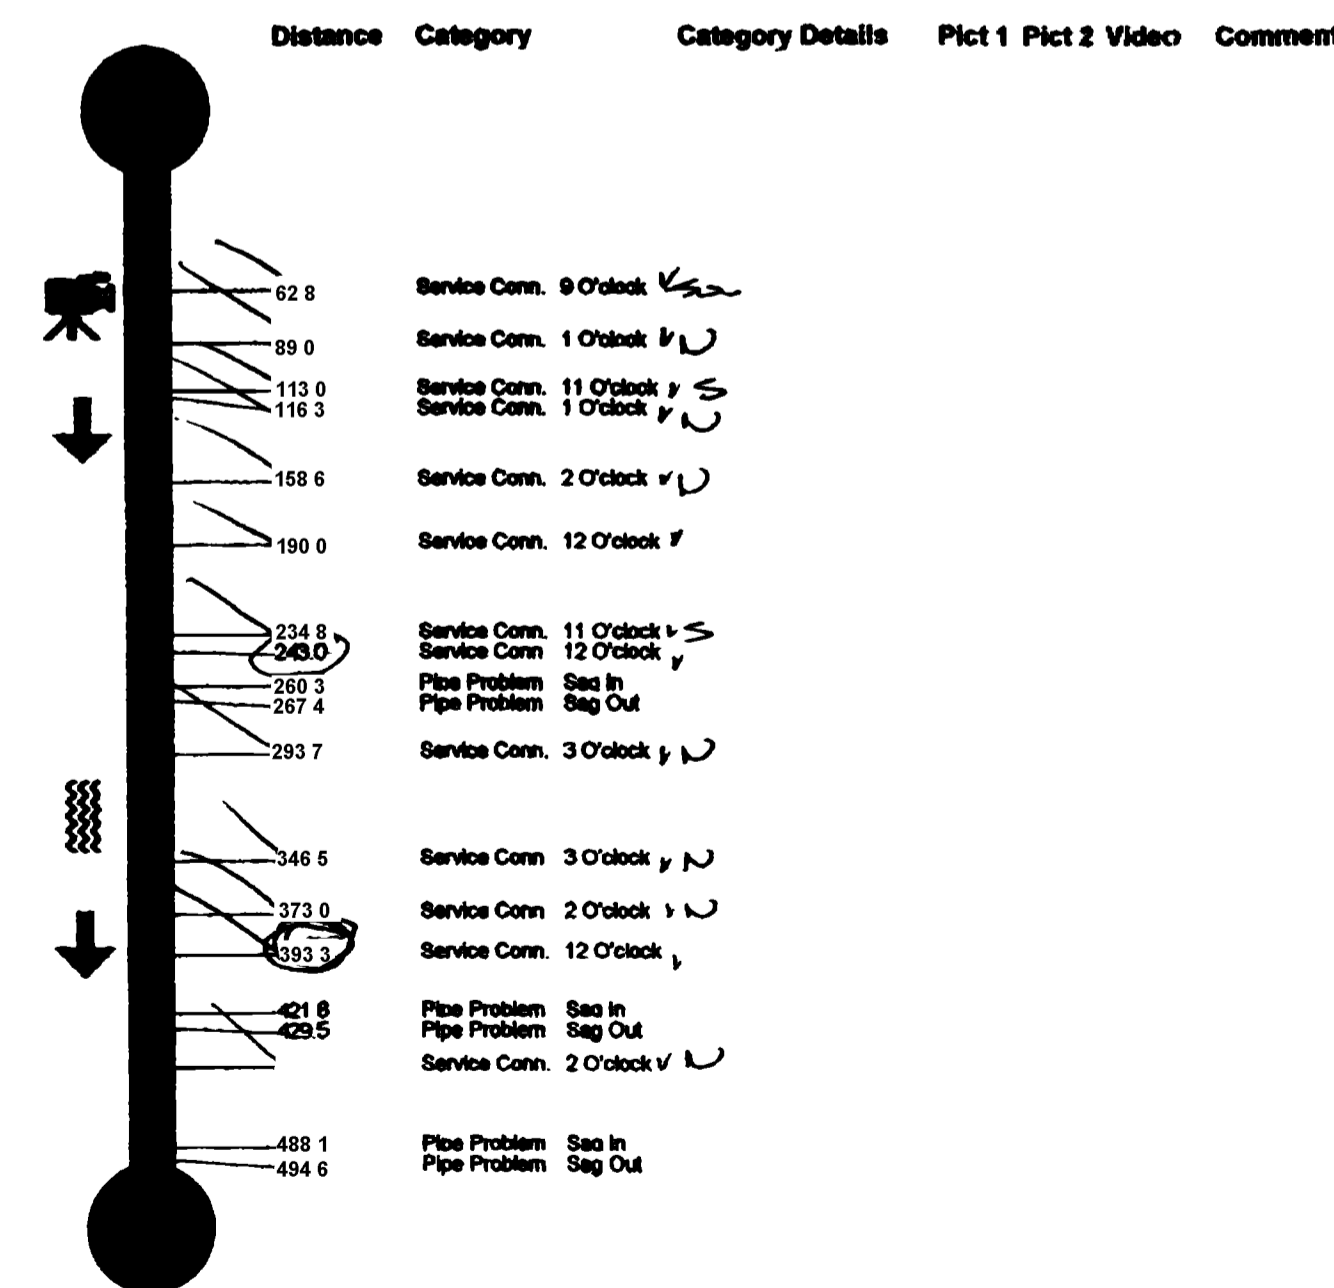 Distance Category Category Details Pict 1 Pict 2 Video Comment
62 8 Service Conn. 9 O'clock
89 0 Service Conn. 1 O'clock N
113 0 Service Conn. 11 O'clock S
116 3 Service Conn. 1 O'clock N
158 6 Service Conn. 2 O'clock N
190 0 Service Conn. 12 O'clock
234 8 Service Conn. 11 O'clock S
243.0 Service Conn 12 O'clock
260 3 Pipe Problem Sag In
267 4 Pipe Problem Sag Out
293 7 Service Conn. 3 O'clock N
346 5 Service Conn 3 O'clock N
373 0 Service Conn 2 O'clock N
393 3 Service Conn. 12 O'clock
Pipe Problem Sag In
429.5 Pipe Problem Sag Out
Service Conn. 2 O'clock N
488 1 Pipe Problem Sag In
494 6 Pipe Problem Sag Out